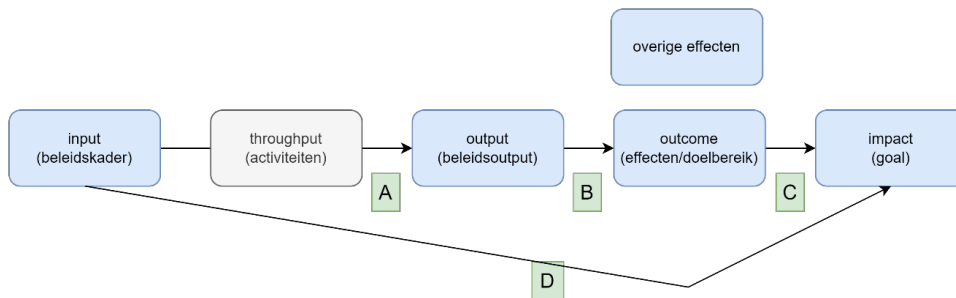 overige effecten
input
(beleidskader)
throughput
(activiteiten)
output
(beleidsoutput)
outcome
(effecten/doelbereik)
impact
(goal)
A
B
C
D